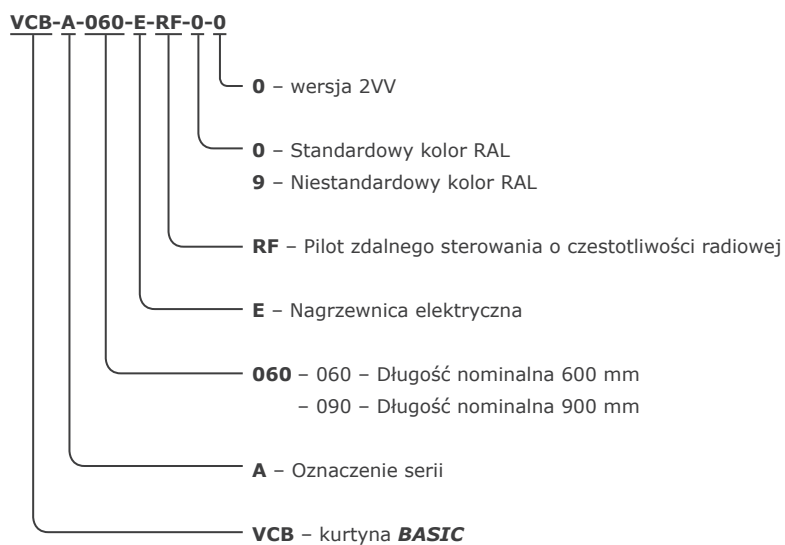 VCB-A-060-E-RF-0-0
0 – wersja 2VV
0 – Standardowy kolor RAL
9 – Niestandardowy kolor RAL
RF – Pilot zdalnego sterowania o czestotliwości radiowej
E – Nagrzewnica elektryczna
060 – 060 – Długość nominalna 600 mm
– 090 – Długość nominalna 900 mm
A – Oznaczenie serii
VCB – kurtyna BASIC